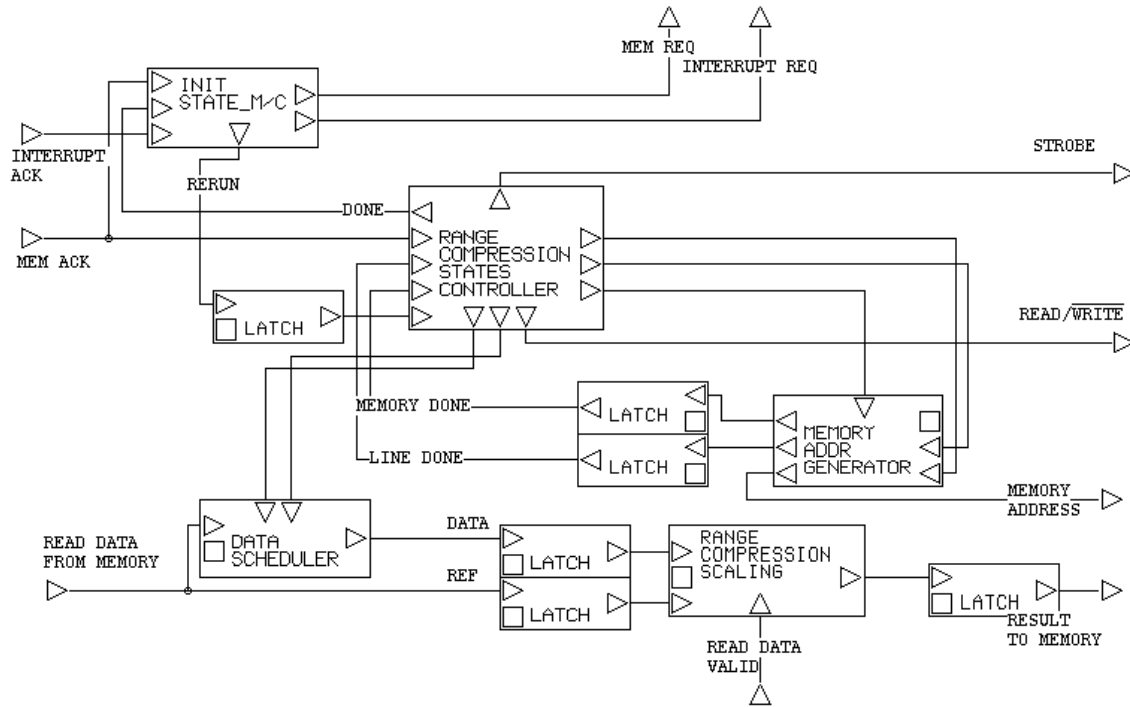 MEM REQ
INTERRUPT REQ
INIT
STATE_M/C
INTERRUPT
ACK
RERUN
STROBE
DONE
MEM ACK
RANGE
COMPRESSION
STATES
CONTROLLER
LATCH
READ/WRITE
MEMORY DONE
LATCH
LINE DONE
LATCH
MEMORY
ADDR
GENERATOR
MEMORY
ADDRESS
READ DATA
FROM MEMORY
DATA
SCHEDULER
DATA
REF
LATCH
LATCH
RANGE
COMPRESSION
SCALING
READ DATA
VALID
LATCH
RESULT
TO MEMORY